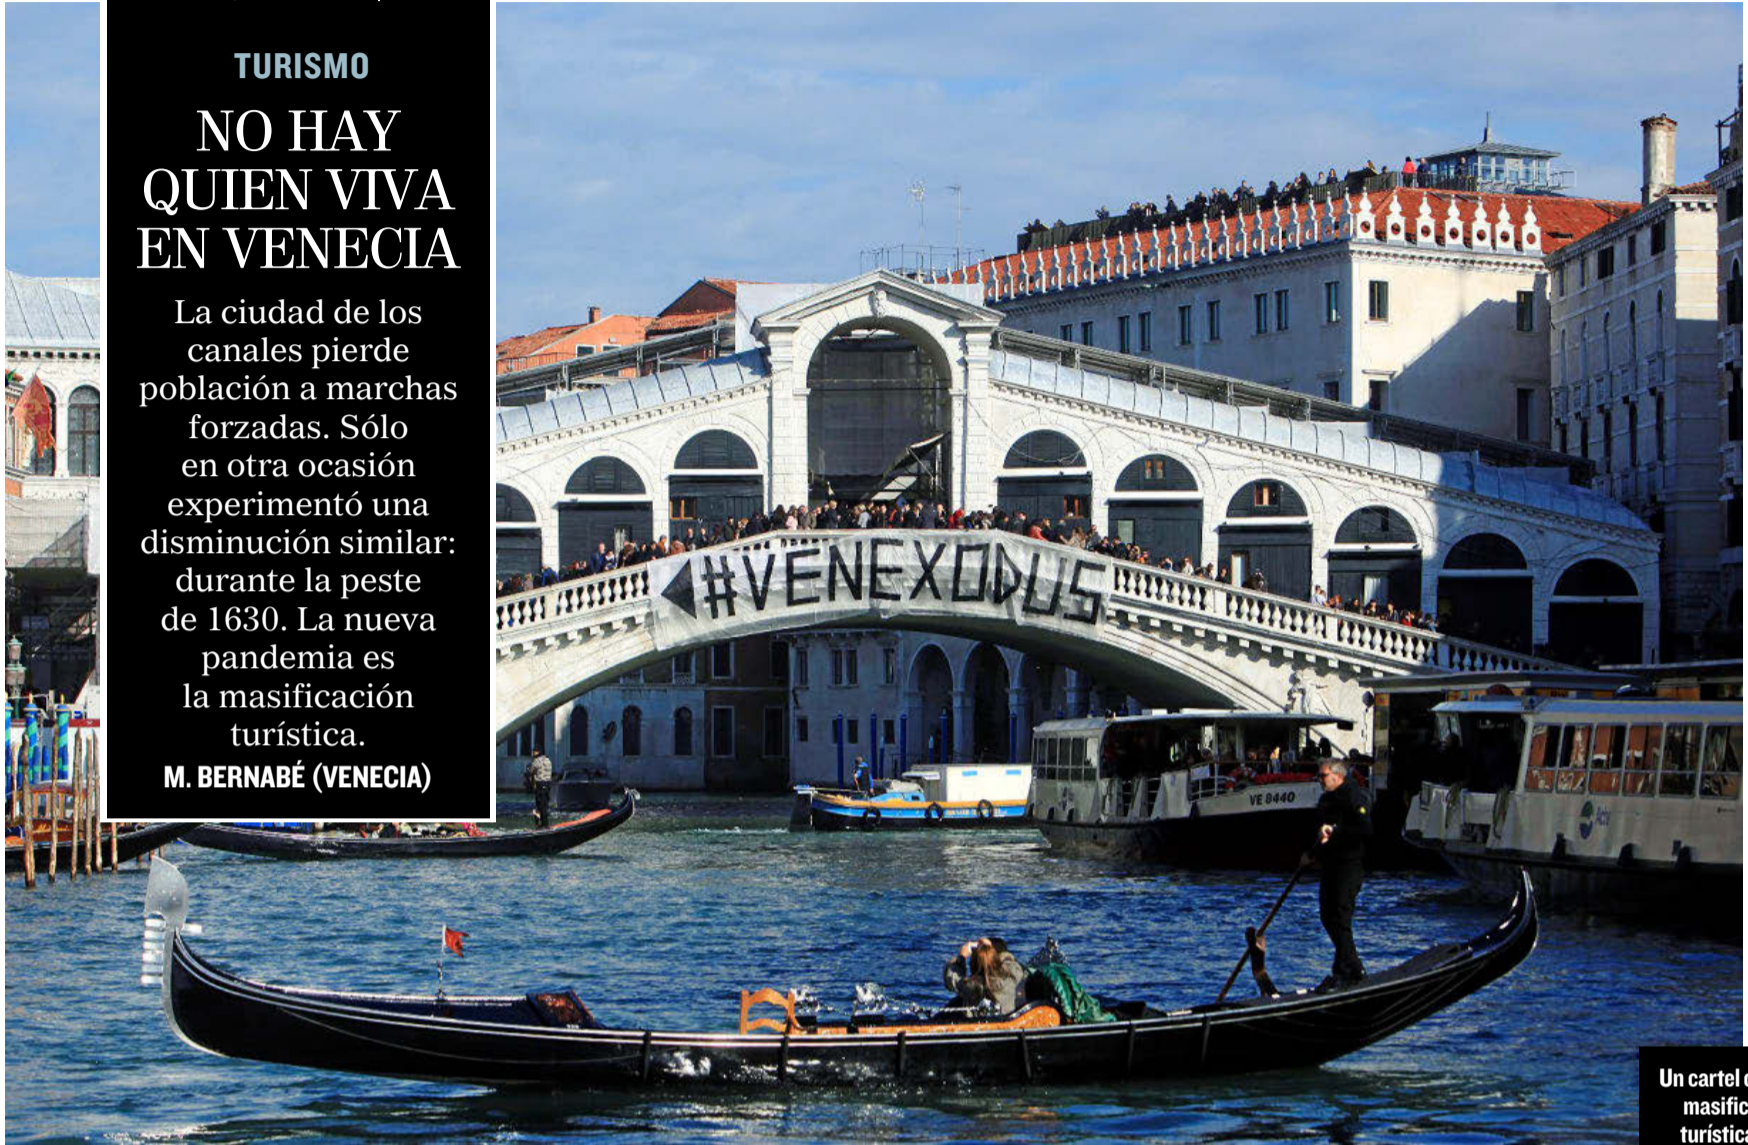 TURISMO
NO HAY
QUIEN VIVA
EN VENECIA
La ciudad de los
canales pierde
población a marchas
forzadas. Sólo
en otra ocasión
experimentó una
disminución similar:
durante la peste
de 1630. La nueva
pandemia es
la masificación
turística.
M. BERNABÉ (VENECIA)
#VENEXODUS
VE 8440
Actv
Un cartel